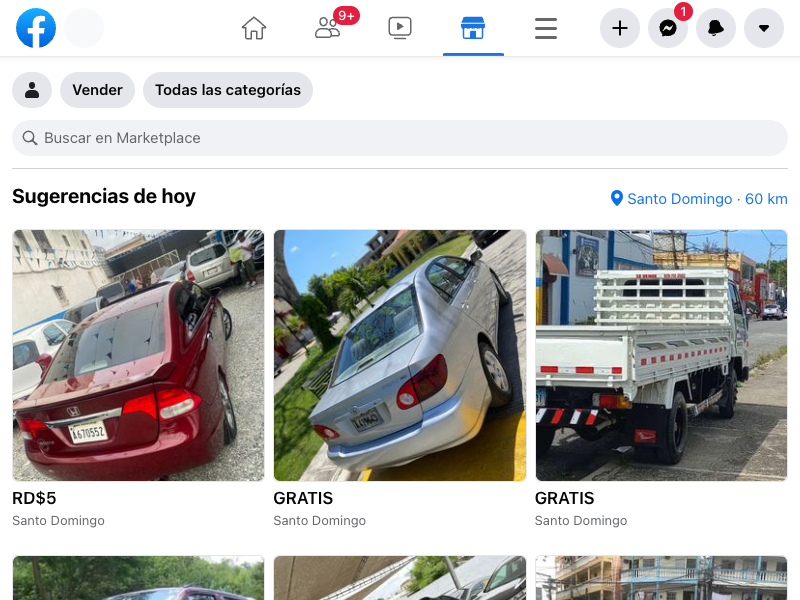 9+
1
Vender
Todas las categorías
Buscar en Marketplace
Sugerencias de hoy
Santo Domingo · 60 km
A670552
RD$5
Santo Domingo
GRATIS
Santo Domingo
GRATIS
Santo Domingo